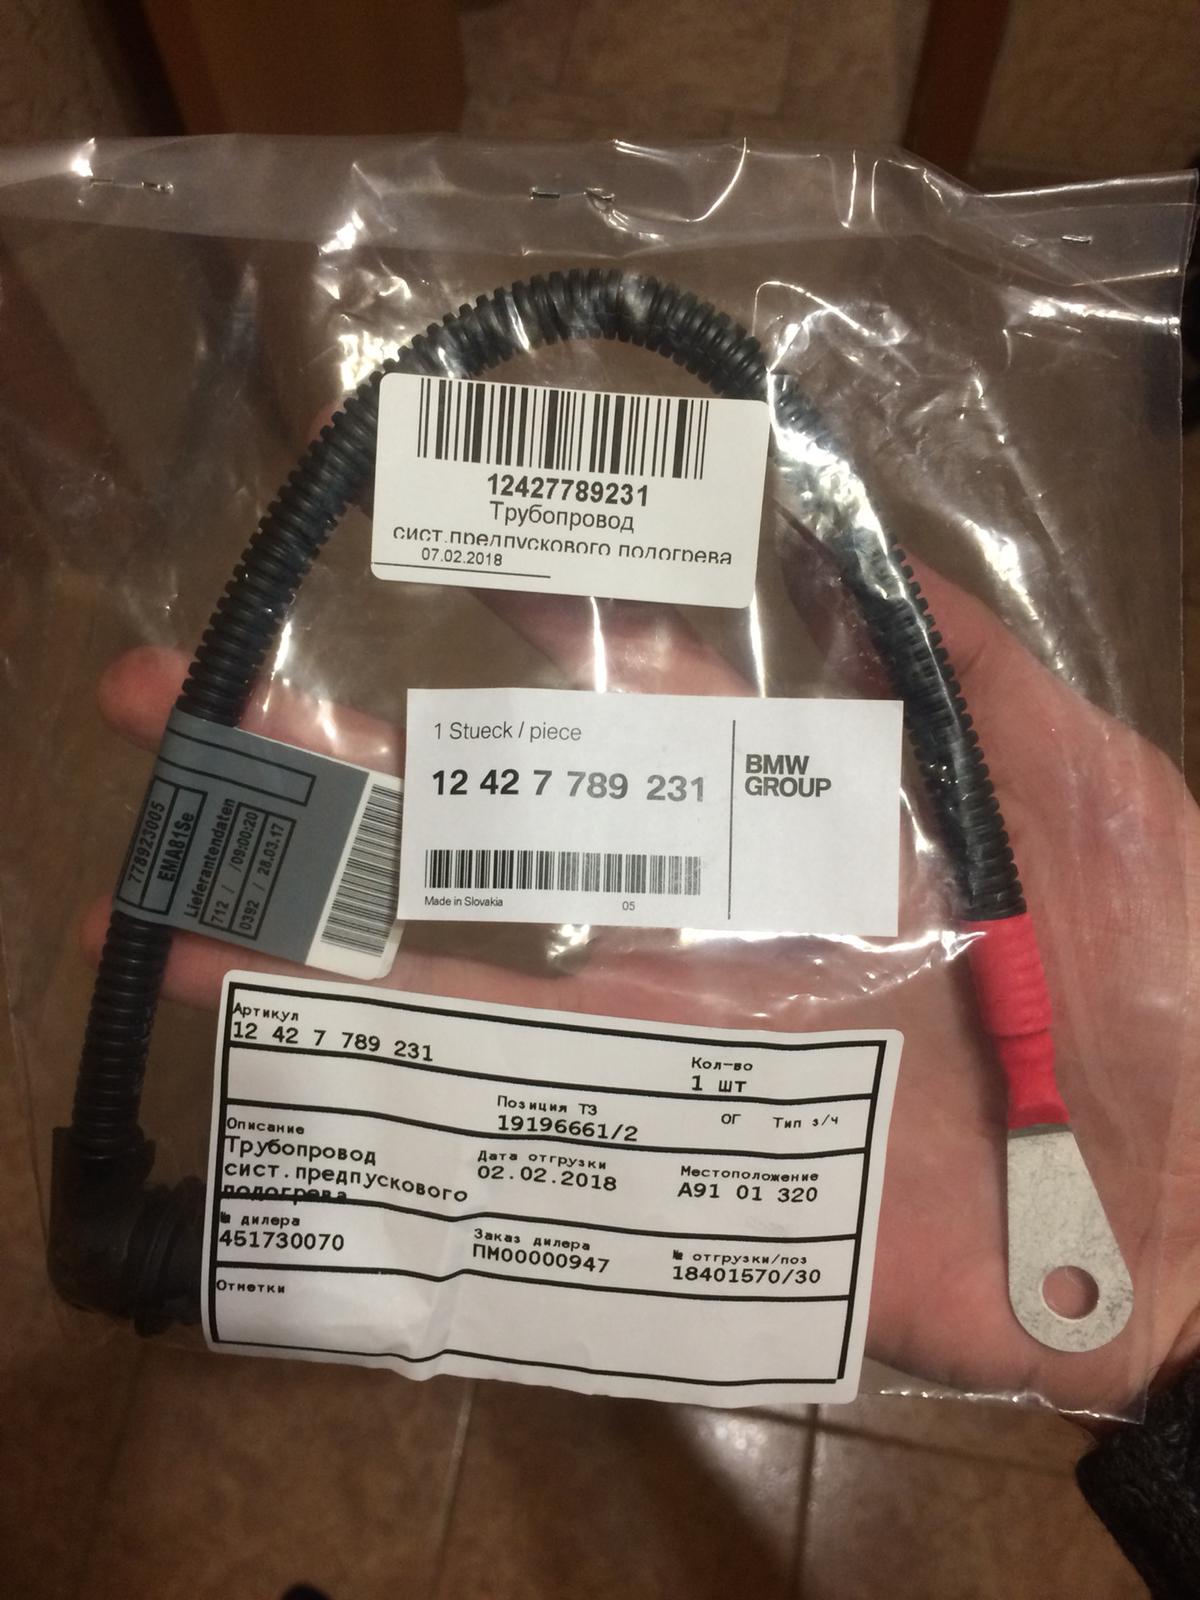 12427789231
Трубопровод
сист.предпускового подогрева
07.02.2018
1 Stueck / piece
12 42 7 789 231
BMW
GROUP
Made in Slovakia
05
778923005
EMA81Se
Lieferantendaten
712 / /09:00:20
0392 / 28.03.17
Артикул
12 42 7 789 231
Кол-во
1 шт
Позиция ТЗ
19196661/2
ОГ
Тип з/ч
Описание
Трубопровод
сист.предпускового
подогрева
Дата отгрузки
02.02.2018
Местоположение
A91 01 320
№ дилера
451730070
Заказ дилера
ПМ00000947
№ отгрузки/поз
18401570/30
Отметки